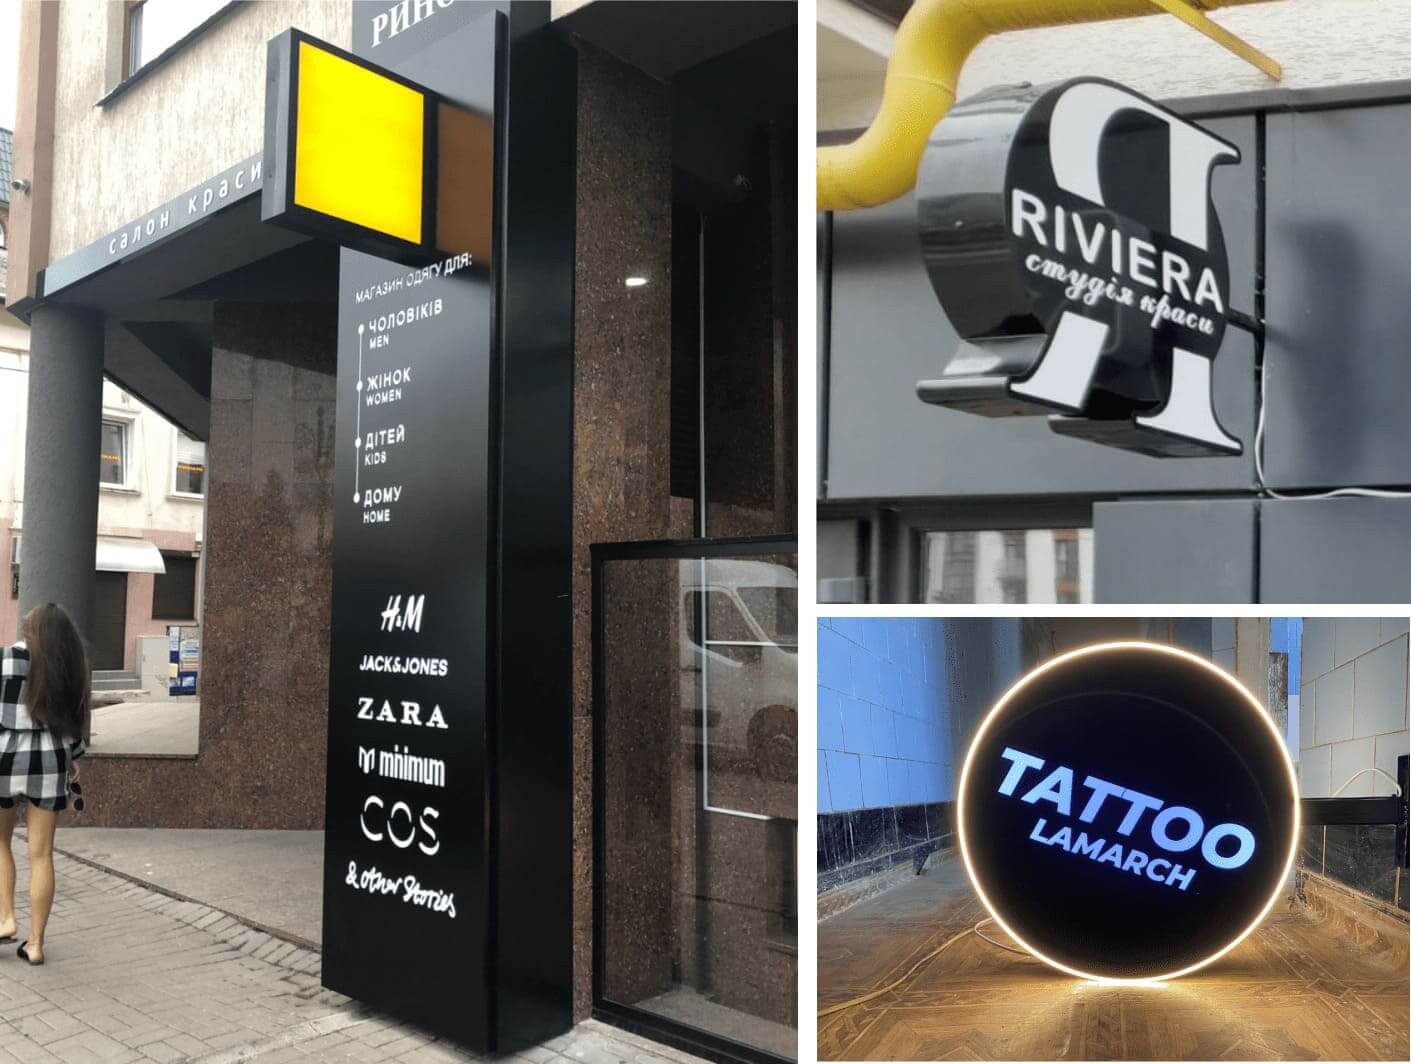 салон краси
МАГАЗИН ОДЯГУ ДЛЯ:
ЧОЛОВІКІВ
MEN
ЖІНОК
WOMEN
ДІТЕЙ
KIDS
ДОМУ
HOME
H&M
JACK&JONES
ZARA
minimum
COS
& other Stories
Я
RIVIERA
студія краси
TATTOO
LAMARCH